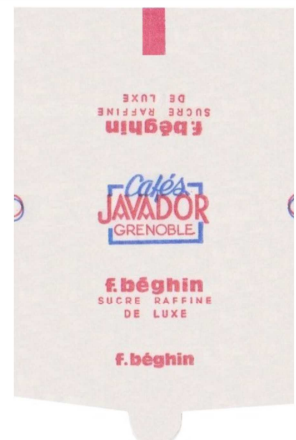 f.béghin
SUCRE RAFFINE
DE LUXE
Cafés
JAVADOR
GRENOBLE
f.béghin
SUCRE RAFFINE
DE LUXE
f.béghin